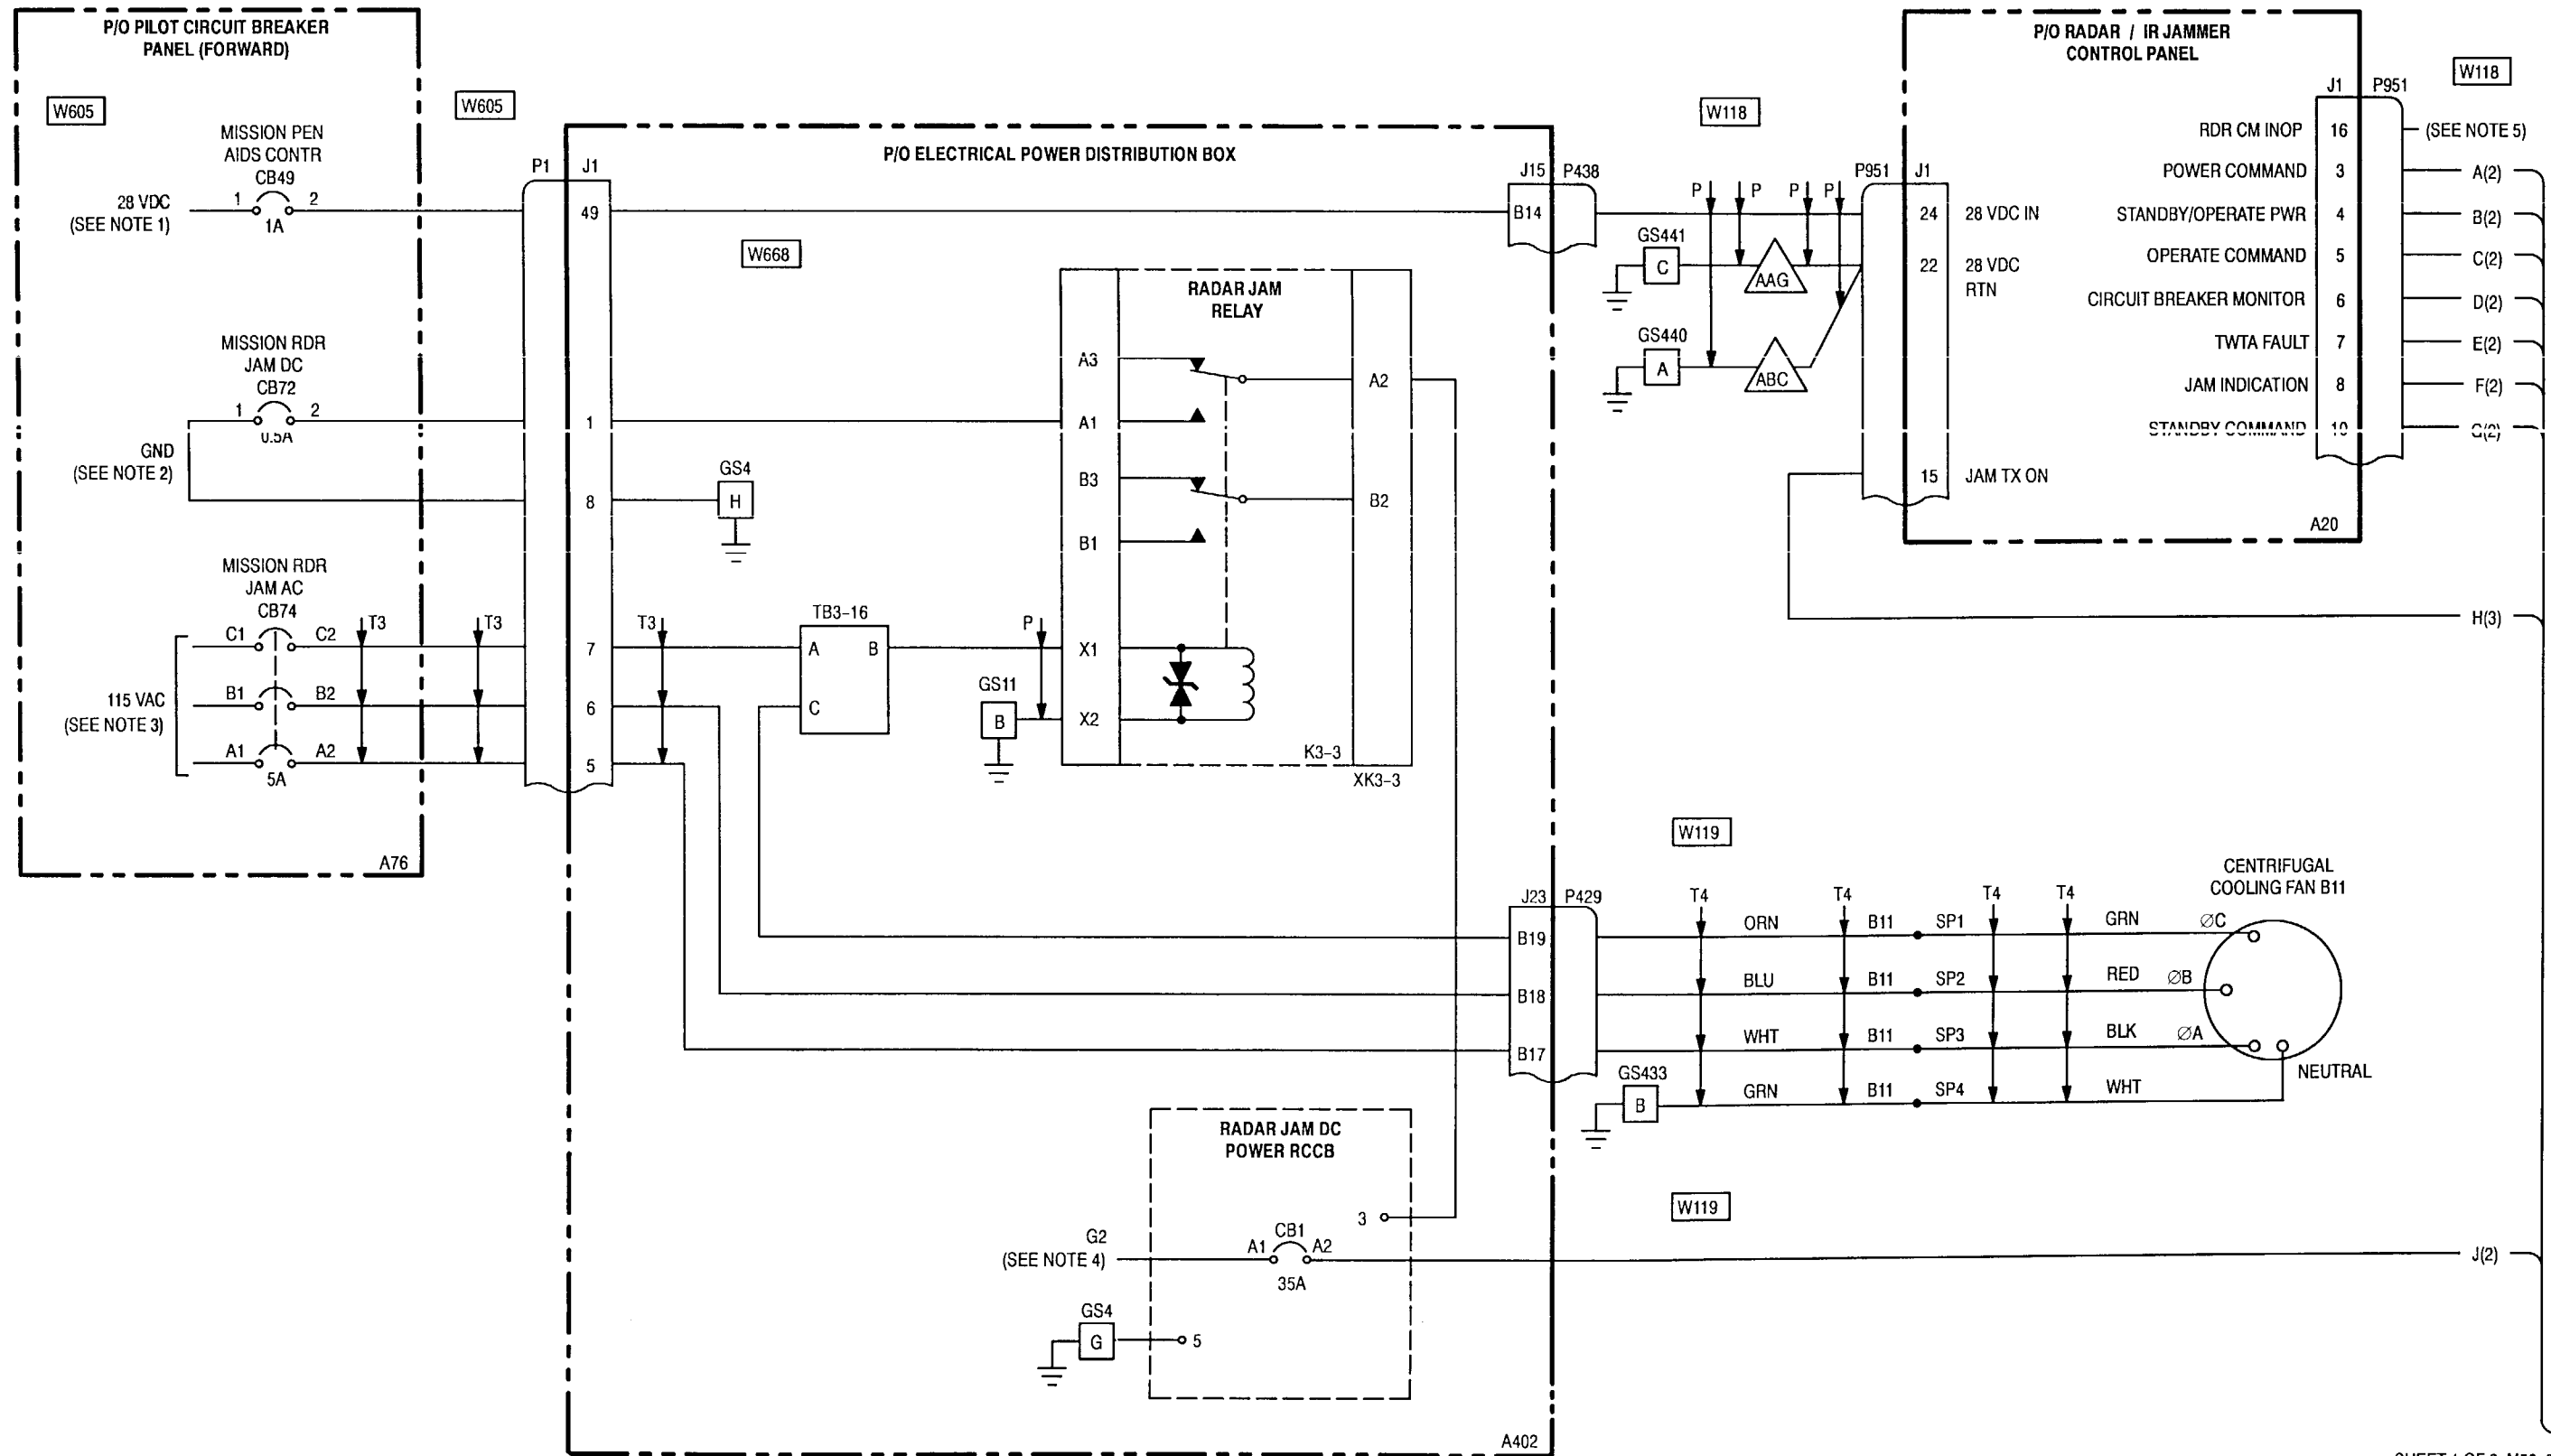 P/O PILOT CIRCUIT BREAKER
PANEL (FORWARD)
W605
MISSION PEN
AIDS CONTR
CB49
28 VDC
(SEE NOTE 1)
1
2
1A
MISSION RDR
JAM DC
CB72
1
2
0.5A
GND
(SEE NOTE 2)
MISSION RDR
JAM AC
CB74
C1
C2
T3
B1
B2
115 VAC
(SEE NOTE 3)
A1
A2
5A
A76
W605
T3
P/O ELECTRICAL POWER DISTRIBUTION BOX
P1
J1
49
1
8
7
6
5
W668
GS4
H
T3
TB3-16
A
B
C
P
GS11
B
RADAR JAM
RELAY
A3
A1
B3
B1
X1
X2
A2
B2
K3-3
XK3-3
J15
P438
B14
J23
P429
B19
B18
B17
RADAR JAM DC
POWER RCCB
3
G2
(SEE NOTE 4)
CB1
A1
A2
35A
GS4
G
5
A402
W118
P
P
P
P
GS441
C
AAG
GS440
A
ABC
P951
J1
24
28 VDC IN
22
28 VDC
RTN
15
JAM TX ON
P/O RADAR / IR JAMMER
CONTROL PANEL
J1
P951
W118
RDR CM INOP
16
(SEE NOTE 5)
POWER COMMAND
3
A(2)
STANDBY/OPERATE PWR
4
B(2)
OPERATE COMMAND
5
C(2)
CIRCUIT BREAKER MONITOR
6
D(2)
TWTA FAULT
7
E(2)
JAM INDICATION
8
F(2)
STANDBY COMMAND
10
G(2)
A20
H(3)
W119
CENTRIFUGAL
COOLING FAN B11
T4
T4
T4
T4
ORN
B11
SP1
GRN
∅C
BLU
B11
SP2
RED
∅B
WHT
B11
SP3
BLK
∅A
GS433
B
GRN
B11
SP4
WHT
NEUTRAL
W119
J(2)